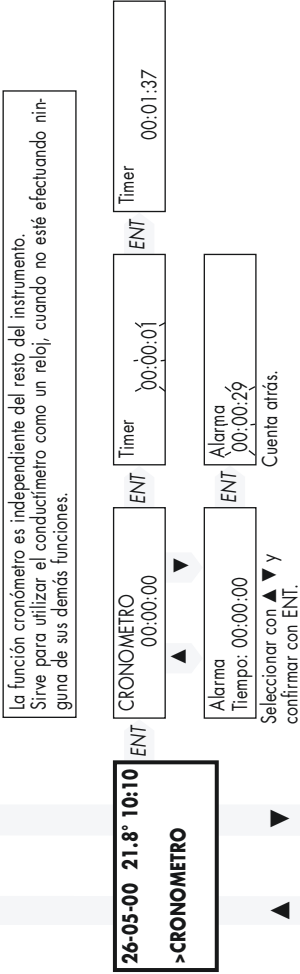 La función cronómetro es independiente del resto del instrumento.
Sirve para utilizar el conductímetro como un reloj, cuando no esté efectuando nin-
guna de sus demás funciones.
26-05-00 21.8° 10:10
>CRONOMETRO
ENT
CRONOMETRO
00:00:00
ENT
Timer
00:00:01
ENT
Timer
00:01:37
▲ ▼
Alarma
Tiempo: 00:00:00
ENT
Alarma
00:00:29
Seleccionar con ▲ ▼ y
confirmar con ENT.
Cuenta atrás.
▲ ▼